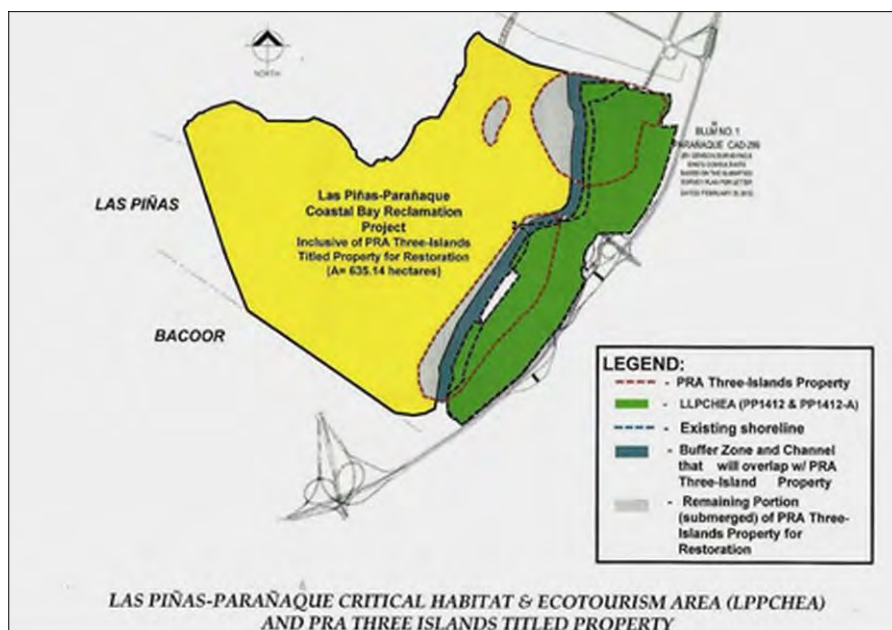 NORTH
BLLM NO. 1
PARAÑAQUE CAD-299
DATED FEBRUARY
LAS PIÑAS
Las Piñas-Parañaque
Coastal Bay Reclamation
Project
Inclusive of PRA Three-Islands
Titled Property for Restoration
(A= 635.14 hectares)
BACOOR
LEGEND:
- PRA Three-Islands Property
- LLPCHEA (PP1412 & PP1412-A)
- Existing shoreline
- Buffer Zone and Channel
that will overlap w/ PRA
Three-Island Property
- Remaining Portion
(submerged) of PRA Three-
Islands Property for
Restoration
LAS PIÑAS-PARAÑAQUE CRITICAL HABITAT & ECOTOURISM AREA (LPPCHEA)
AND PRA THREE ISLANDS TITLED PROPERTY